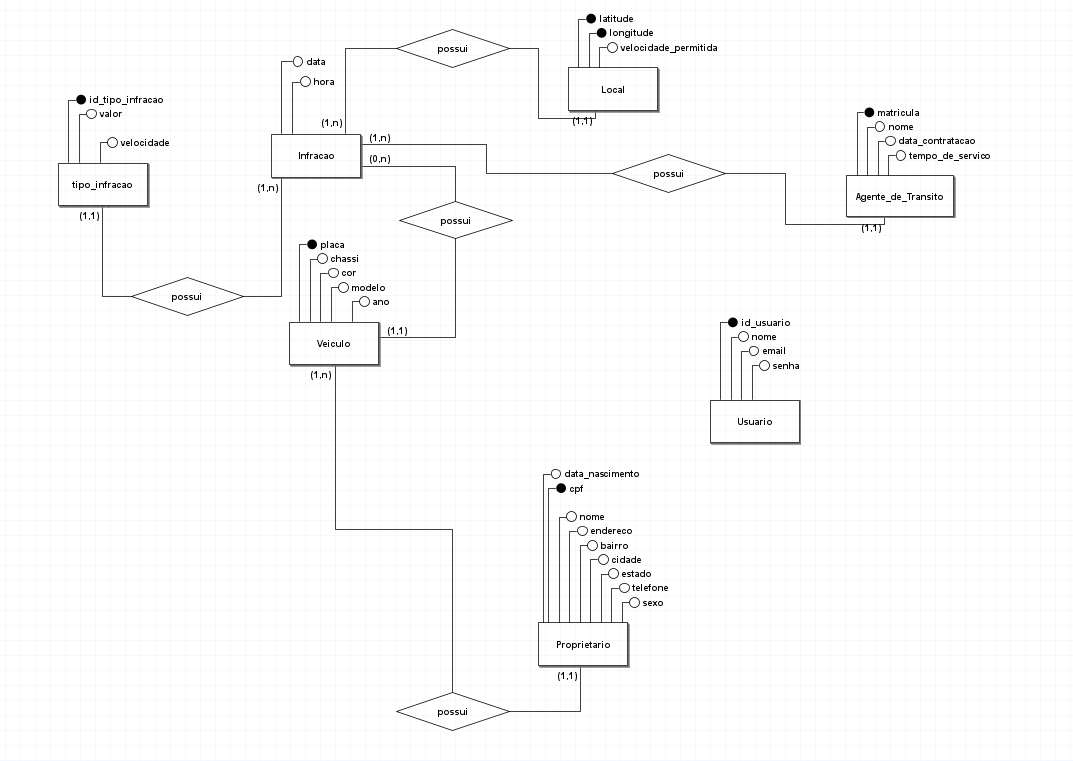 latitude
longitude
velocidade_permitida
possui
Local
(1,1)
data
hora
(1,n)
Infracao
(1,n)
(0,n)
(1,n)
id_tipo_infracao
valor
velocidade
tipo_infracao
(1,1)
matricula
nome
data_contratacao
tempo_de_servico
possui
Agente_de_Transito
(1,1)
possui
possui
placa
chassi
cor
modelo
ano
Veiculo
(1,1)
(1,n)
id_usuario
nome
email
senha
Usuario
data_nascimento
cpf
nome
endereco
bairro
cidade
estado
telefone
sexo
Proprietario
(1,1)
possui